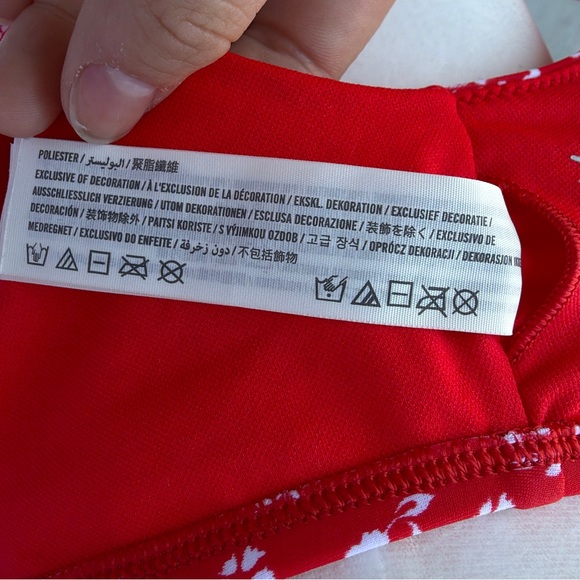 POLIESTER / البوليستر / 聚脂纖維
EXCLUSIVE OF DECORATION / À L'EXCLUSION DE LA DÉCORATION / EKSKL. DEKORATION / EXCLUSIEF DECORATIE /
AUSSCHLIESSLICH VERZIERUNG / UTOM DEKORATIONEN / ESCLUSA DECORAZIONE / 装飾を除く / EXCLUSIVO DE
DECORACIÓN / 装饰物除外 / PAITSI KORISTE / S VÝJIMKOU OZDOB / 고급 장식 / OPRÓCZ DEKORACJI / DEKORASJON
MEDREGNET / EXCLUSIVO DO ENFEITE / دون زخرفة / 不包括飾物